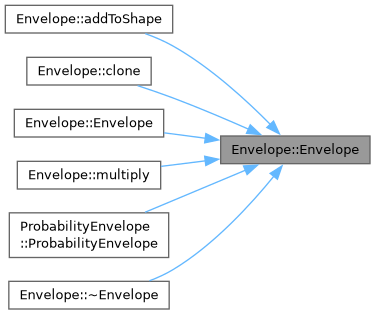 Envelope::addToShape
Envelope::clone
Envelope::Envelope
Envelope::Envelope
Envelope::multiply
ProbabilityEnvelope
::ProbabilityEnvelope
Envelope::~Envelope